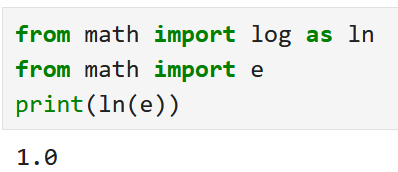 from math import log as ln
from math import e
print(ln(e))
1.0